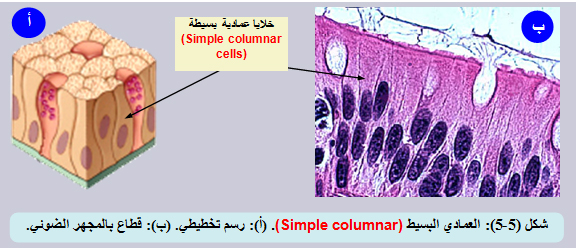 أ
خلايا عمادية بسيطة
(Simple columnar
cells)
ب
شكل (5-5): العمادي البسيط (Simple columnar). (أ): رسم تخطيطي. (ب): قطاع بالمجهر الضوئي.